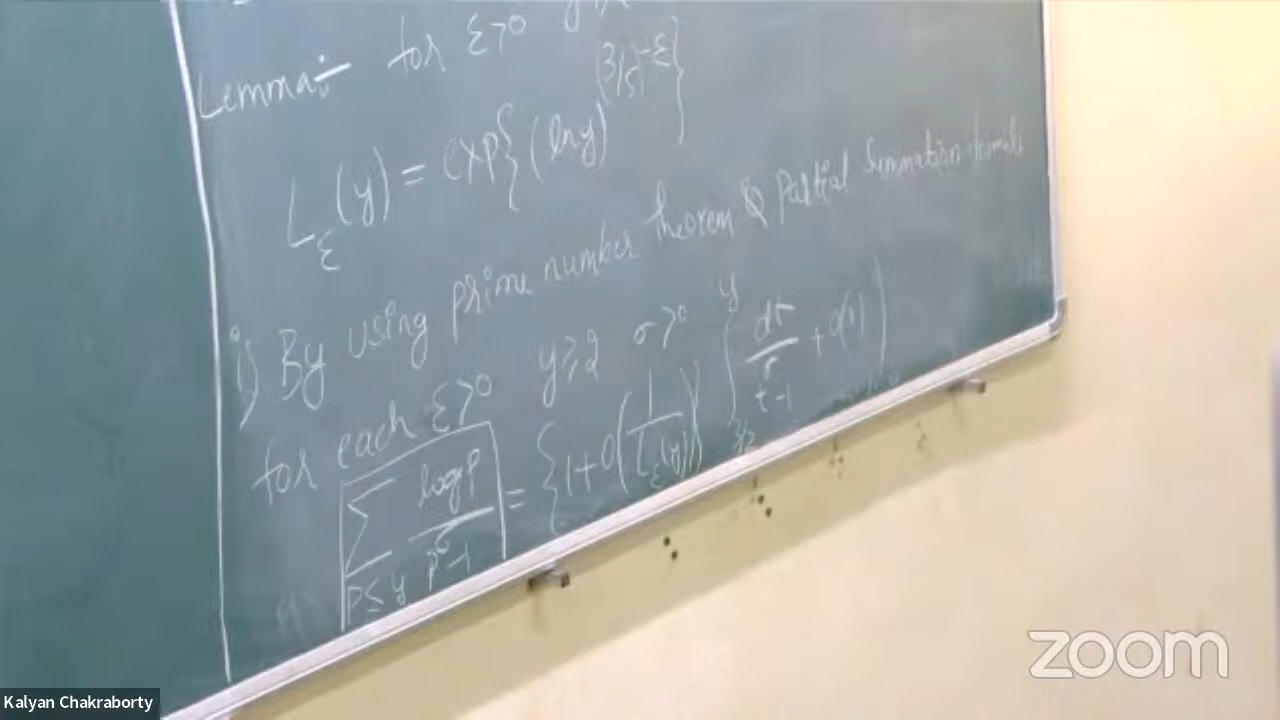 Lemma:- for ε>0
L_ε(y) = exp{(ln y)^(3/5)-ε}
i) By using prime number theorem & Partial Summation formula
for each ε>0 y≥2 σ>0
∑_{p≤y} log p / (p^σ-1) = {1+O(1/L_ε(y))} ∫_{3/2}^{y} dt/(t^σ-1) + O(1)
zoom
Kalyan Chakraborty